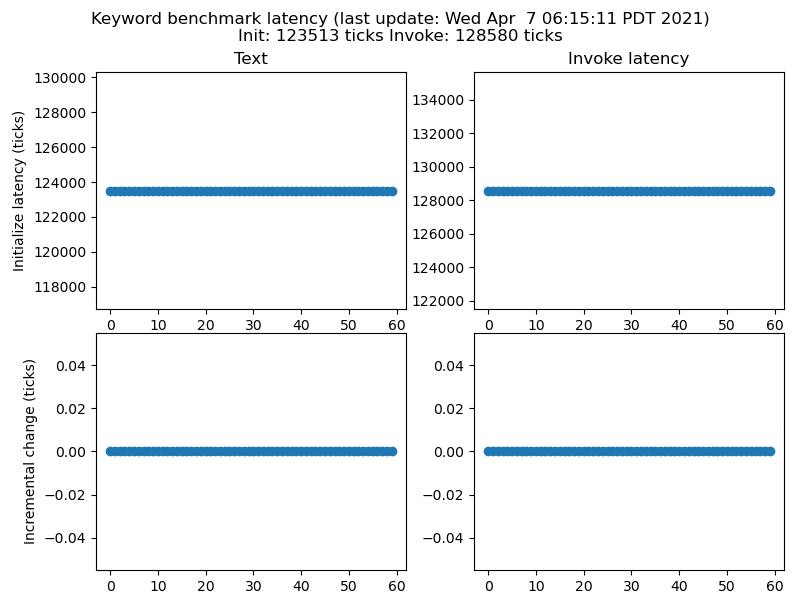 Keyword benchmark latency (last update: Wed Apr  7 06:15:11 PDT 2021)
Init: 123513 ticks Invoke: 128580 ticks
Text
Initialize latency (ticks)
130000
128000
126000
124000
122000
120000
118000
0 10 20 30 40 50 60
Invoke latency
134000
132000
130000
128000
126000
124000
122000
0 10 20 30 40 50 60
Incremental change (ticks)
0.04
0.02
0.00
−0.02
−0.04
0 10 20 30 40 50 60
0.04
0.02
0.00
−0.02
−0.04
0 10 20 30 40 50 60